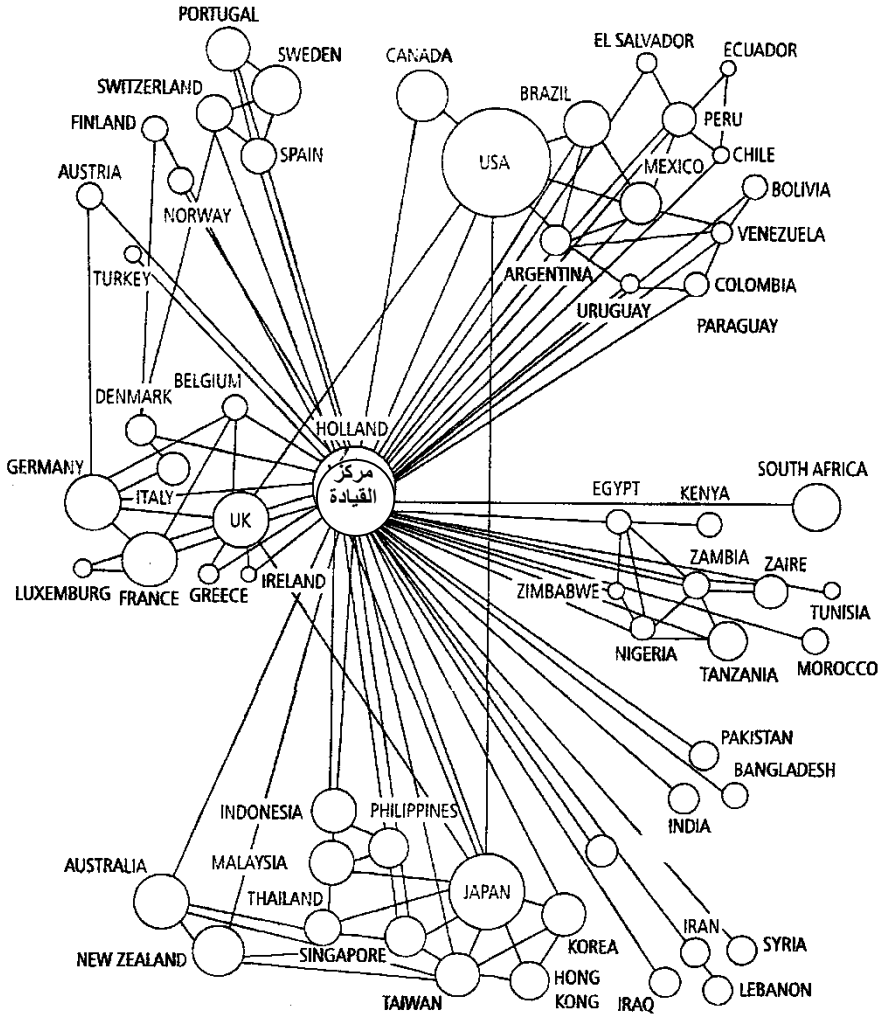 PORTUGAL
SWEDEN
SWITZERLAND
FINLAND
SPAIN
AUSTRIA
NORWAY
TURKEY
CANADA
USA
BRAZIL
EL SALVADOR
ECUADOR
PERU
CHILE
MEXICO
BOLIVIA
VENEZUELA
ARGENTINA
URUGUAY
COLOMBIA
PARAGUAY
BELGIUM
DENMARK
HOLLAND
مركز
القيادة
GERMANY
ITALY
UK
LUXEMBURG
FRANCE
GREECE
IRELAND
SOUTH AFRICA
EGYPT
KENYA
ZAMBIA
ZAIRE
ZIMBABWE
TUNISIA
NIGERIA
TANZANIA
MOROCCO
PAKISTAN
BANGLADESH
INDIA
INDONESIA
PHILIPPINES
AUSTRALIA
MALAYSIA
THAILAND
JAPAN
NEW ZEALAND
SINGAPORE
KOREA
TAIWAN
HONG
KONG
IRAN
SYRIA
IRAQ
LEBANON